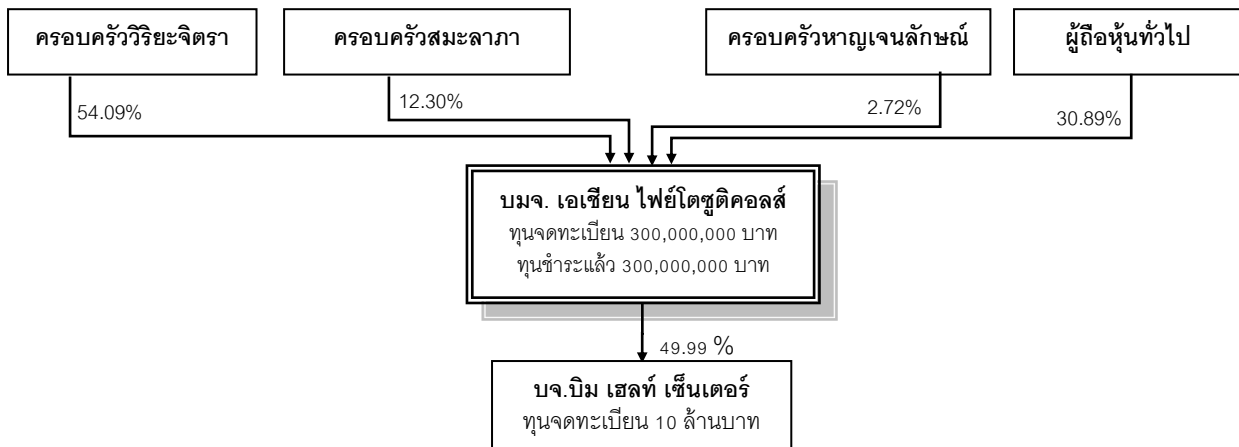 ครอบครัววิริยะจิตรา
ครอบครัวสมะลาภา
ครอบครัวหาญเจนลักษณ์
ผู้ถือหุ้นทั่วไป
54.09%
12.30%
2.72%
30.89%
บมจ. เอเชียน ไฟย์โตซูติคอลส์
ทุนจดทะเบียน 300,000,000 บาท
ทุนชำระแล้ว 300,000,000 บาท
49.99 %
บจ.บิม เฮลท์ เซ็นเตอร์
ทุนจดทะเบียน 10 ล้านบาท